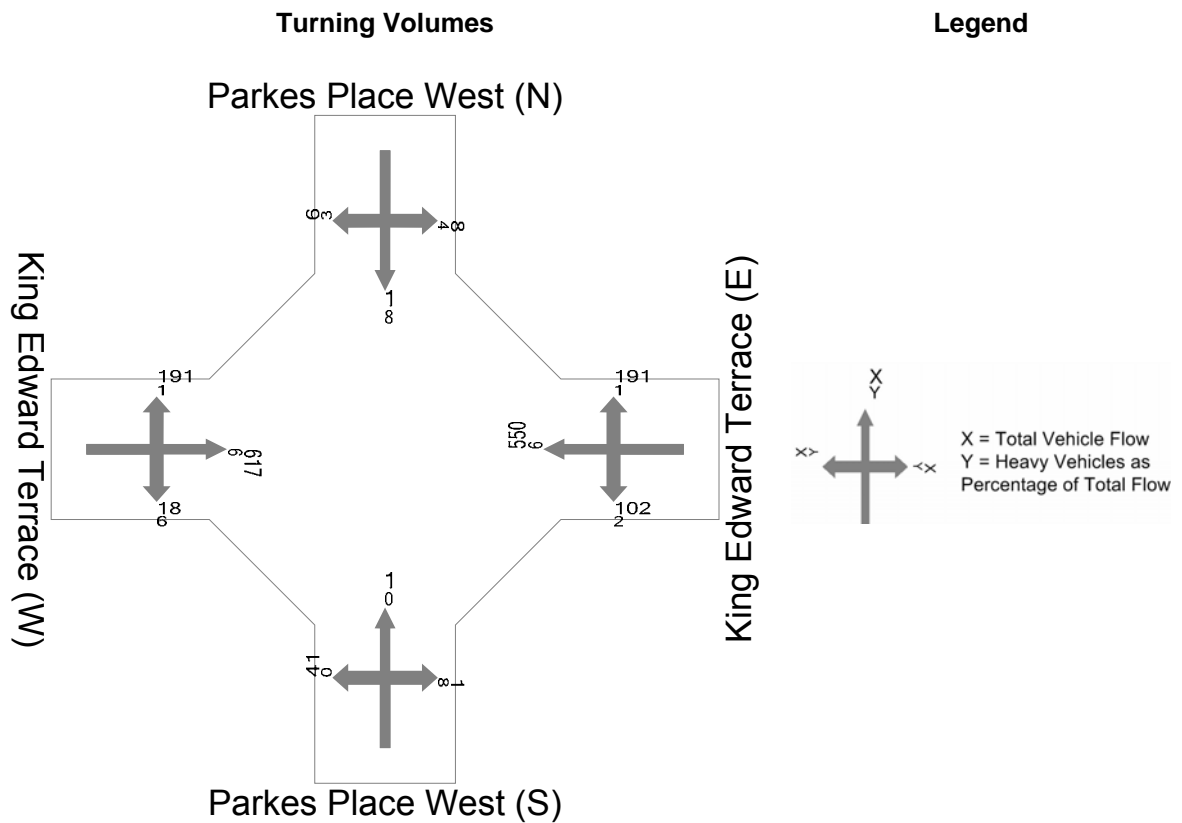 Turning Volumes
Legend
Parkes Place West (N)
6
3
8
4
1
8
King Edward Terrace (W)
191
1
617
6
18
6
191
1
550
6
102
2
King Edward Terrace (E)
1
0
41
0
1
8
Parkes Place West (S)
X
Y
X
Y
X
Y
X = Total Vehicle Flow
Y = Heavy Vehicles as
Percentage of Total Flow